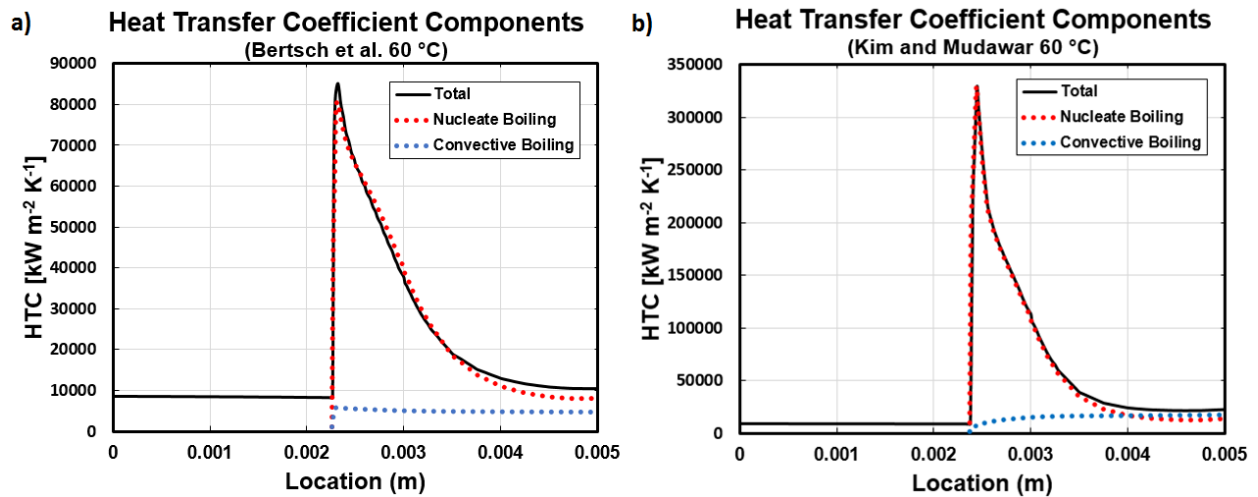 a)
Heat Transfer Coefficient Components
(Bertsch et al. 60 °C)
HTC [kW m⁻² K⁻¹]
90000
80000
70000
60000
50000
40000
30000
20000
10000
0
Total
Nucleate Boiling
Convective Boiling
0 0.001 0.002 0.003 0.004 0.005
Location (m)
b)
Heat Transfer Coefficient Components
(Kim and Mudawar 60 °C)
HTC [kW m⁻² K⁻¹]
350000
300000
250000
200000
150000
100000
50000
0
Total
Nucleate Boiling
Convective Boiling
0 0.001 0.002 0.003 0.004 0.005
Location (m)